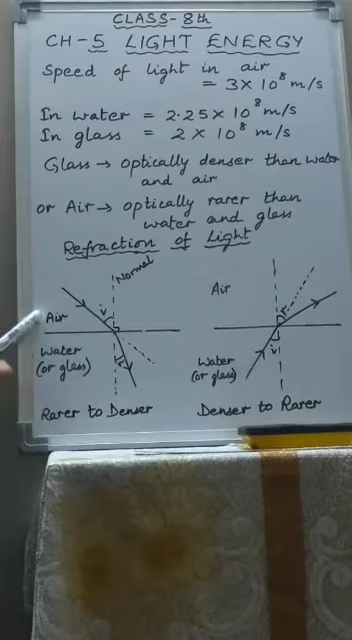 CLASS-8th
CH-5 LIGHT ENERGY
Speed of light in air
= 3 × 10⁸ m/s
In water = 2.25 × 10⁸ m/s
In glass = 2 × 10⁸ m/s
Glass → optically denser than water
and air
or Air → optically rarer than
water and glass
Refraction of Light
Normal
i
Air
Water
(or glass)
r
Rarer to Denser
Air
r
Water
(or glass)
i
Denser to Rarer